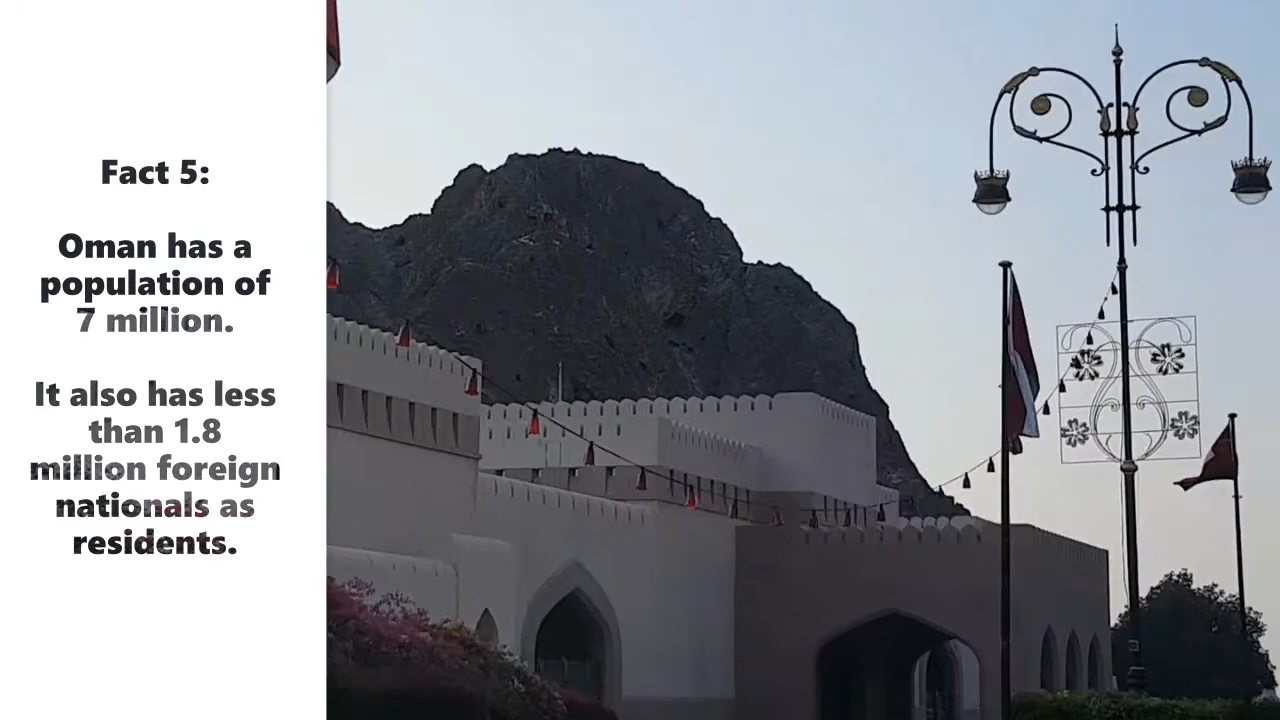 Fact 5:
Oman has a
population of
7 million.
It also has less
than 1.8
million foreign
nationals as
residents.